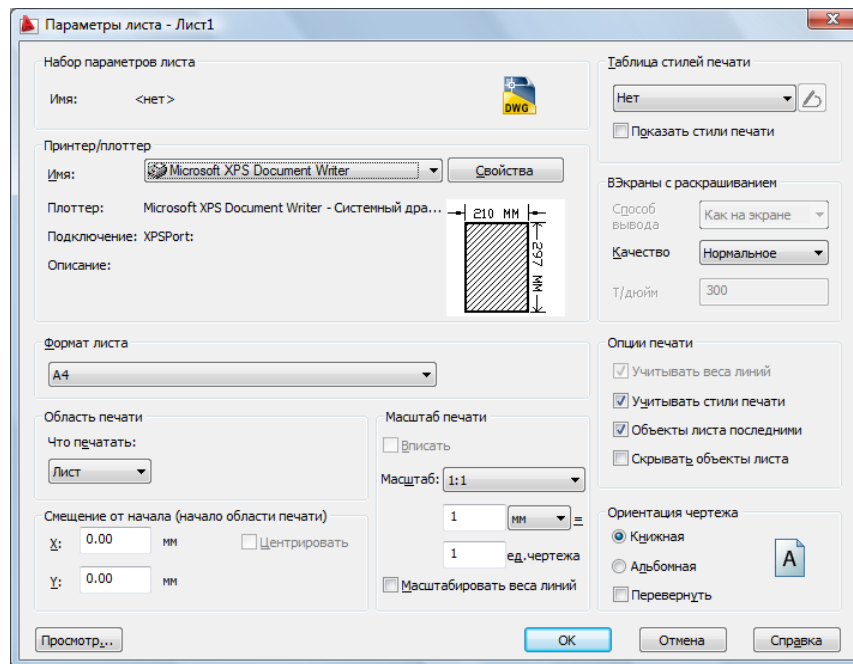 Параметры листа - Лист1
Набор параметров листа
Имя: <нет>
DWG
Принтер/плоттер
Имя: Microsoft XPS Document Writer Свойства
Плоттер: Microsoft XPS Document Writer - Системный дра...
Подключение: XPSPort:
Описание:
210 MM
297 MM
Формат листа
A4
Область печати
Что печатать:
Лист
Смещение от начала (начало области печати)
X: 0.00 мм Центрировать
Y: 0.00 мм
Масштаб печати
Вписать
Масштаб: 1:1
1 мм =
1 ед.чертежа
Масштабировать веса линий
Таблица стилей печати
Нет
Показать стили печати
ВЭкраны с раскрашиванием
Способ вывода Как на экране
Качество Нормальное
Т/дюйм 300
Опции печати
Учитывать веса линий
Учитывать стили печати
Объекты листа последними
Скрывать объекты листа
Ориентация чертежа
Книжная
Альбомная
Перевернуть
A
Просмотр... ОК Отмена Справка